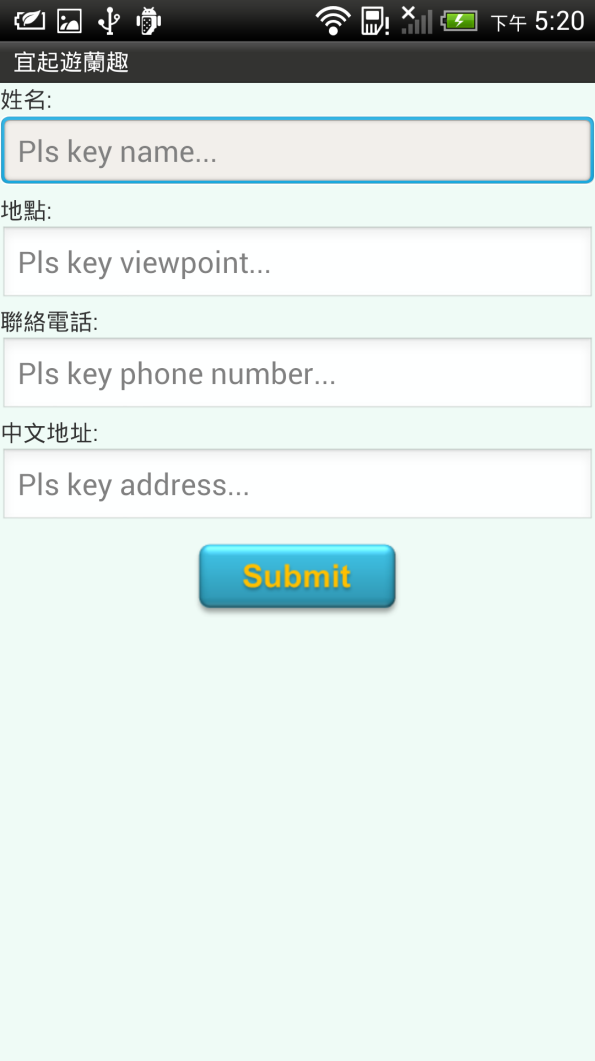 下午 5:20
宜起遊蘭趣
姓名:
Pls key name...
地點:
Pls key viewpoint...
聯絡電話:
Pls key phone number...
中文地址:
Pls key address...
Submit